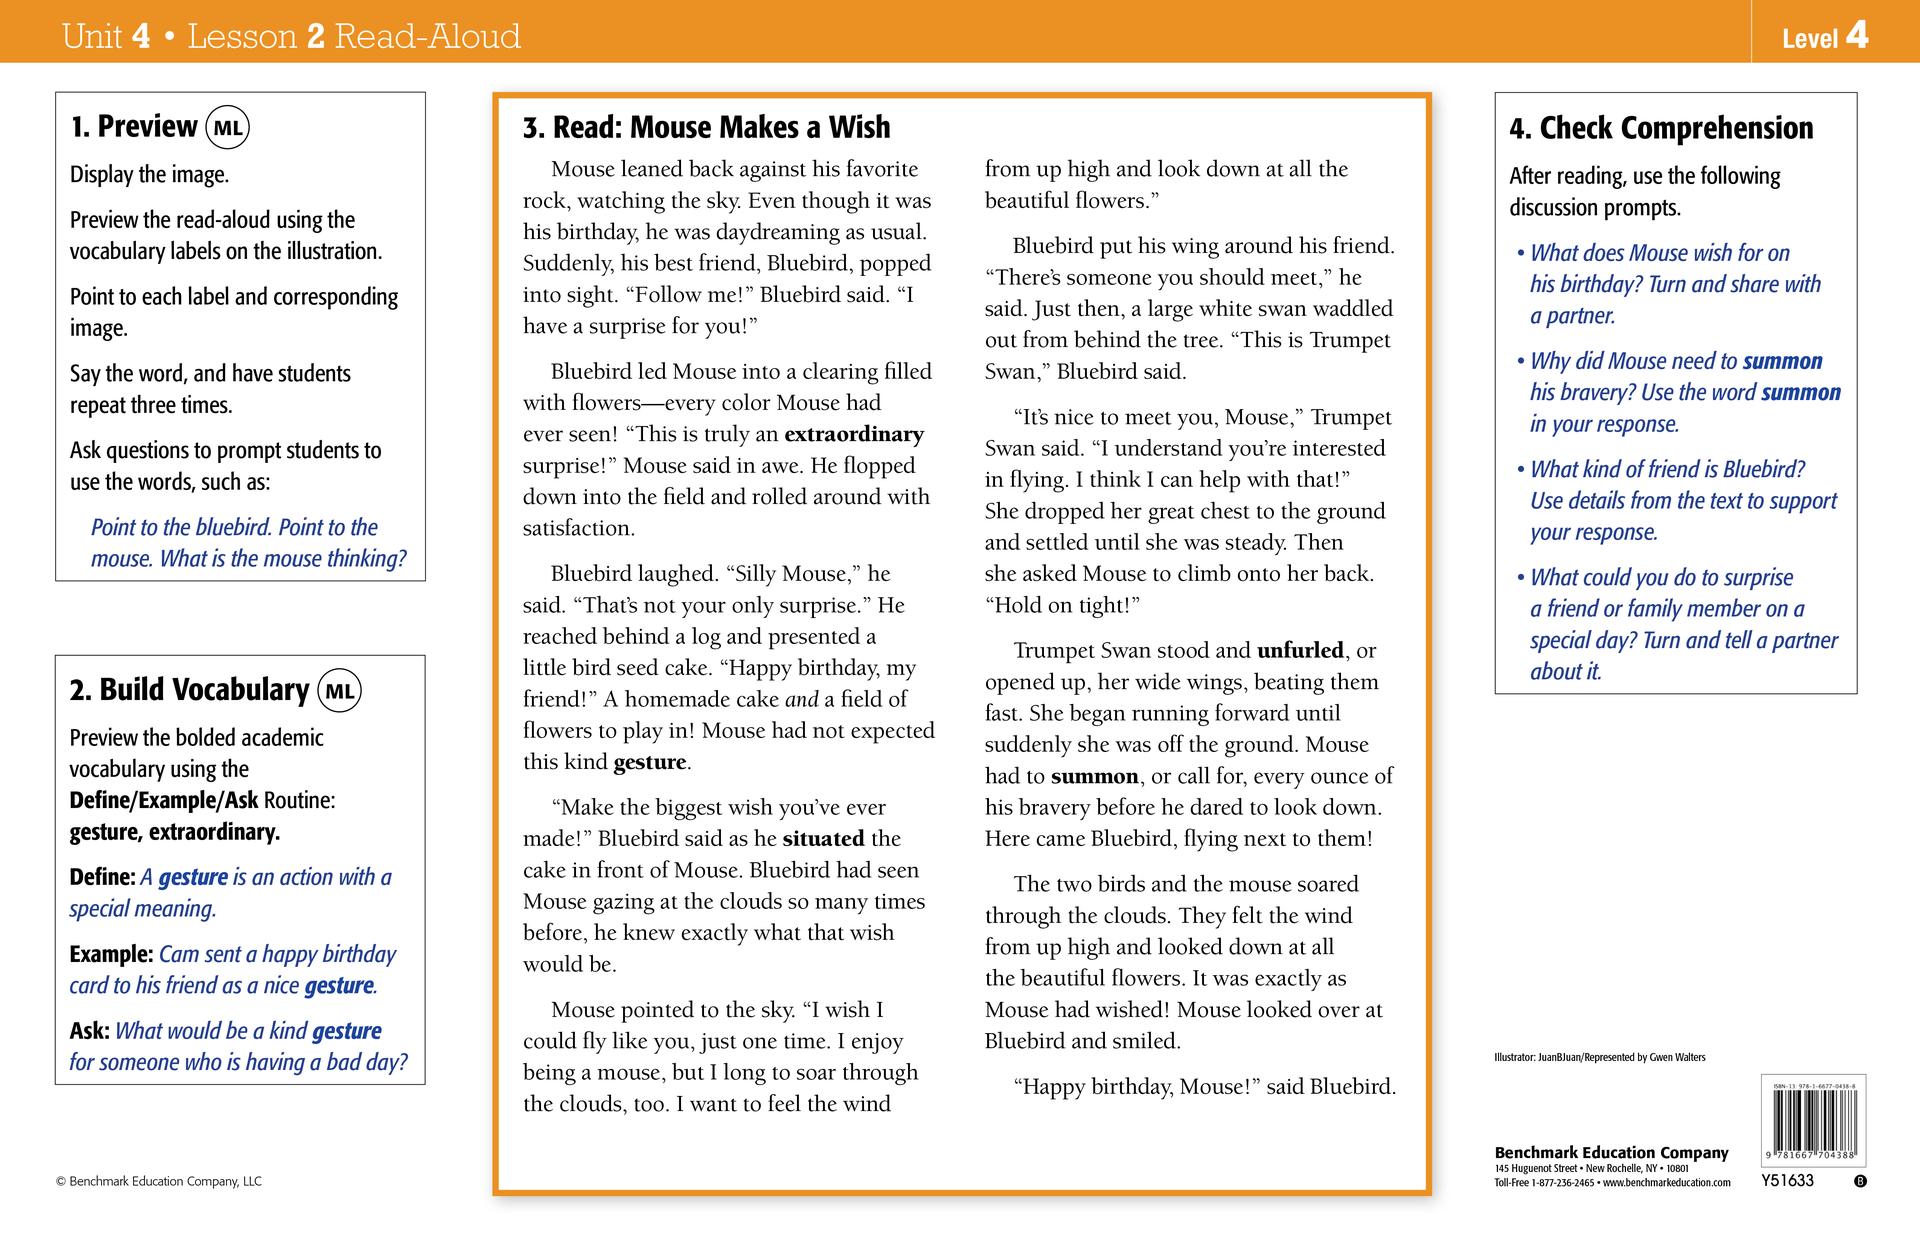 Unit 4 • Lesson 2 Read-Aloud
Level 4
1. Preview ML
Display the image.
Preview the read-aloud using the
vocabulary labels on the illustration.
Point to each label and corresponding
image.
Say the word, and have students
repeat three times.
Ask questions to prompt students to
use the words, such as:
Point to the bluebird. Point to the
mouse. What is the mouse thinking?
2. Build Vocabulary ML
Preview the bolded academic
vocabulary using the
Define/Example/Ask Routine:
gesture, extraordinary.
Define: A gesture is an action with a
special meaning.
Example: Cam sent a happy birthday
card to his friend as a nice gesture.
Ask: What would be a kind gesture
for someone who is having a bad day?
© Benchmark Education Company, LLC
3. Read: Mouse Makes a Wish
Mouse leaned back against his favorite
rock, watching the sky. Even though it was
his birthday, he was daydreaming as usual.
Suddenly, his best friend, Bluebird, popped
into sight. “Follow me!” Bluebird said. “I
have a surprise for you!”
Bluebird led Mouse into a clearing filled
with flowers—every color Mouse had
ever seen! “This is truly an extraordinary
surprise!” Mouse said in awe. He flopped
down into the field and rolled around with
satisfaction.
Bluebird laughed. “Silly Mouse,” he
said. “That’s not your only surprise.” He
reached behind a log and presented a
little bird seed cake. “Happy birthday, my
friend!” A homemade cake and a field of
flowers to play in! Mouse had not expected
this kind gesture.
“Make the biggest wish you’ve ever
made!” Bluebird said as he situated the
cake in front of Mouse. Bluebird had seen
Mouse gazing at the clouds so many times
before, he knew exactly what that wish
would be.
Mouse pointed to the sky. “I wish I
could fly like you, just one time. I enjoy
being a mouse, but I long to soar through
the clouds, too. I want to feel the wind
from up high and look down at all the
beautiful flowers.”
Bluebird put his wing around his friend.
“There’s someone you should meet,” he
said. Just then, a large white swan waddled
out from behind the tree. “This is Trumpet
Swan,” Bluebird said.
“It’s nice to meet you, Mouse,” Trumpet
Swan said. “I understand you’re interested
in flying. I think I can help with that!”
She dropped her great chest to the ground
and settled until she was steady. Then
she asked Mouse to climb onto her back.
“Hold on tight!”
Trumpet Swan stood and unfurled, or
opened up, her wide wings, beating them
fast. She began running forward until
suddenly she was off the ground. Mouse
had to summon, or call for, every ounce of
his bravery before he dared to look down.
Here came Bluebird, flying next to them!
The two birds and the mouse soared
through the clouds. They felt the wind
from up high and looked down at all
the beautiful flowers. It was exactly as
Mouse had wished! Mouse looked over at
Bluebird and smiled.
“Happy birthday, Mouse!” said Bluebird.
4. Check Comprehension
After reading, use the following
discussion prompts.
• What does Mouse wish for on
his birthday? Turn and share with
a partner.
• Why did Mouse need to summon
his bravery? Use the word summon
in your response.
• What kind of friend is Bluebird?
Use details from the text to support
your response.
• What could you do to surprise
a friend or family member on a
special day? Turn and tell a partner
about it.
Illustrator: JuanBJuan/Represented by Gwen Walters
Benchmark Education Company
145 Huguenot Street • New Rochelle, NY • 10801
Toll-Free 1-877-236-2465 • www.benchmarkeducation.com
ISBN-13 978-1-6677-0438-8
9 781667 704388
Y51633
B